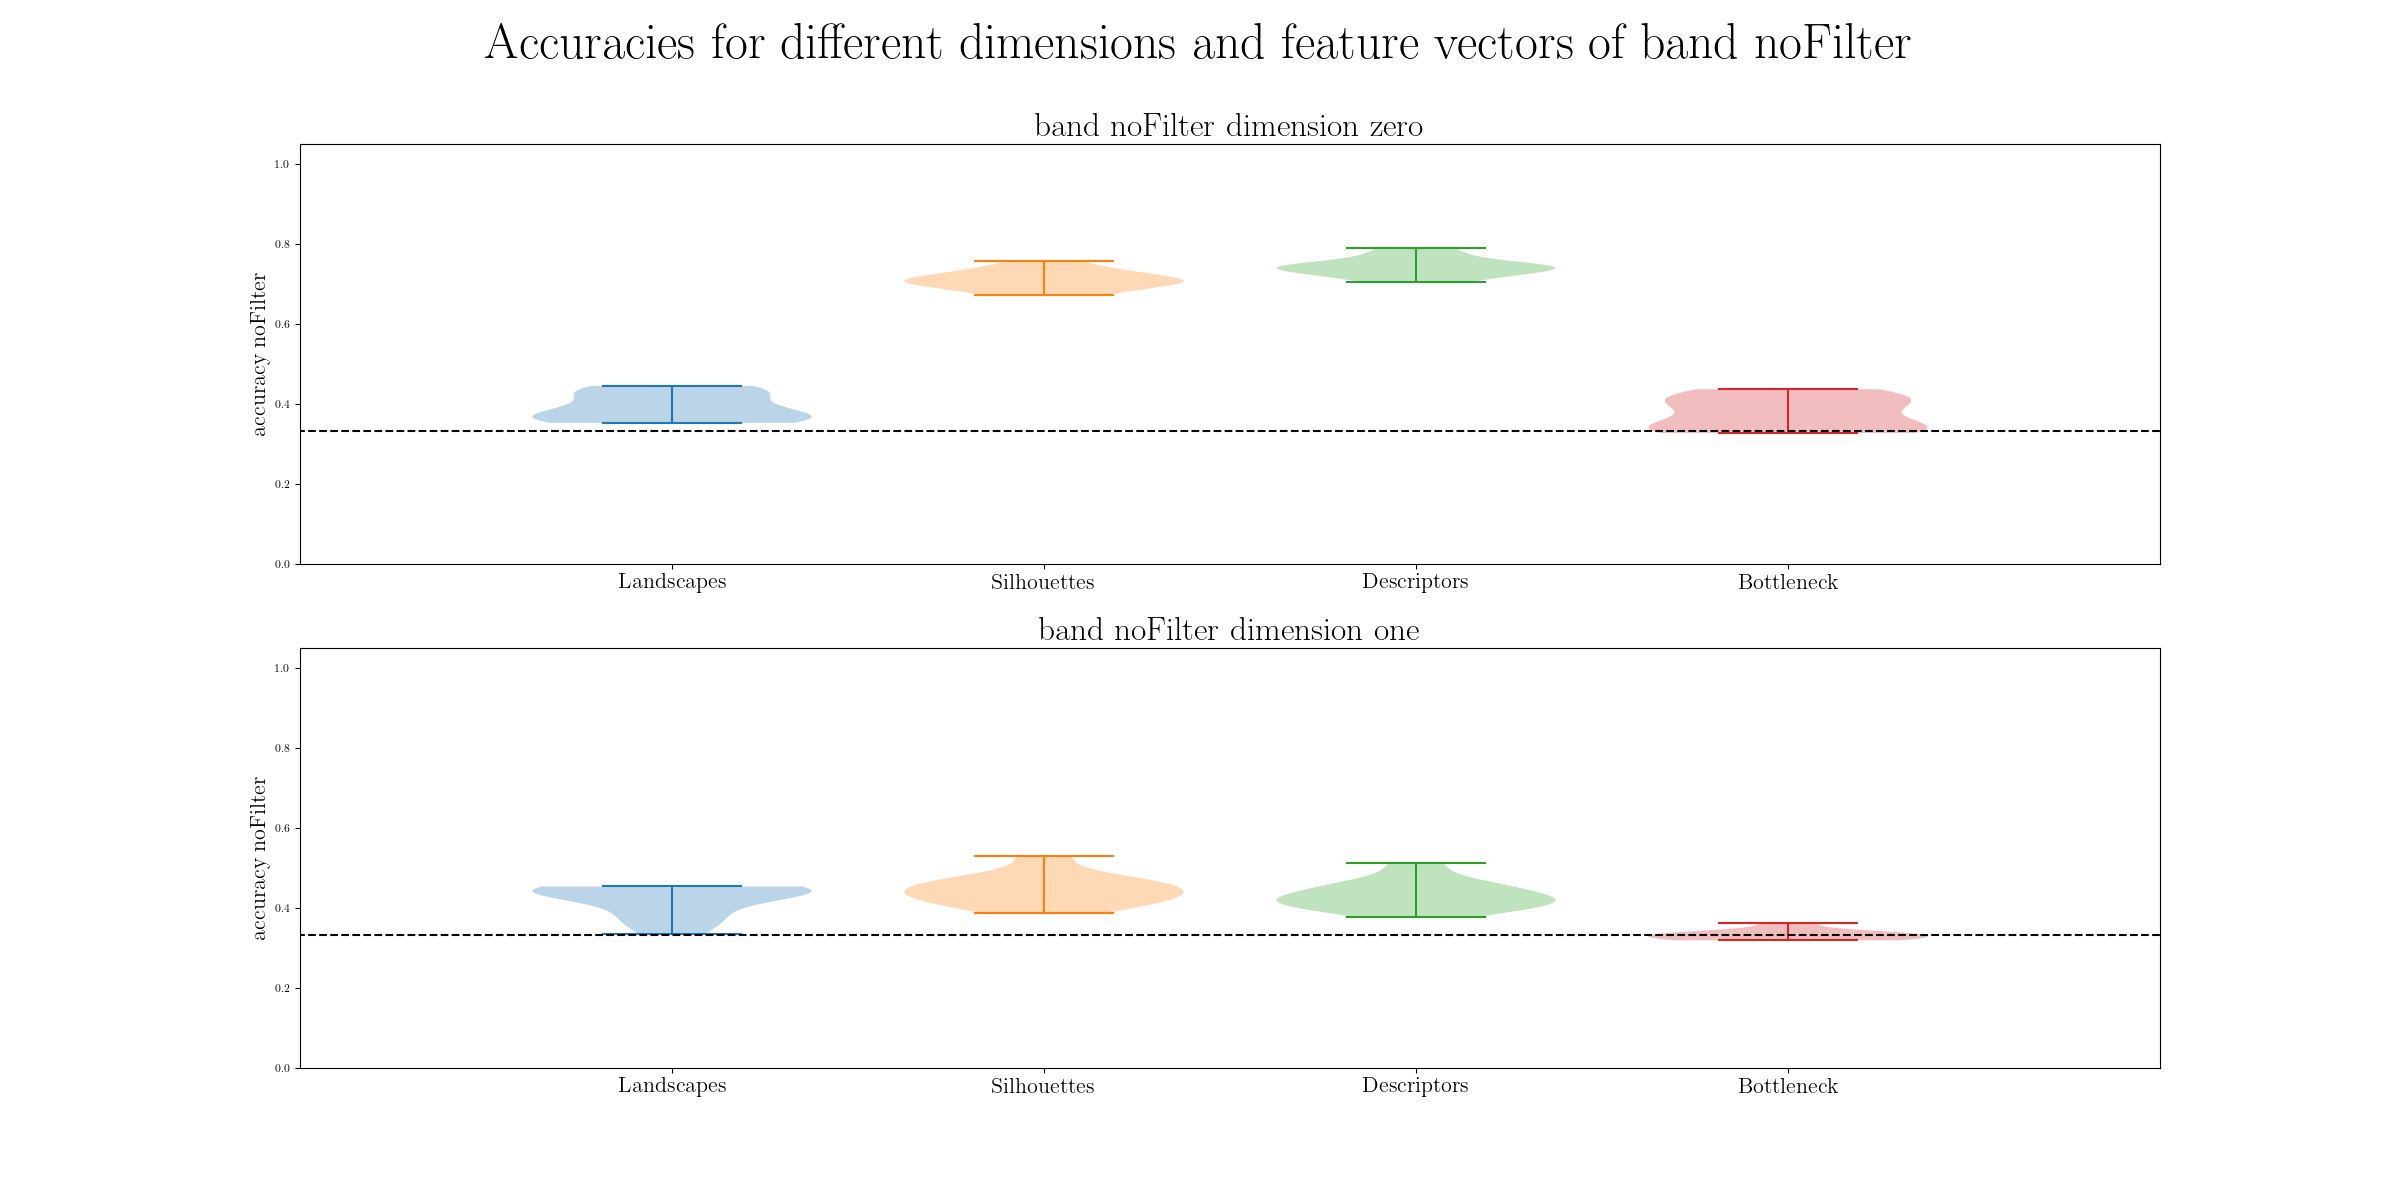 Accuracies for different dimensions and feature vectors of band noFilter
band noFilter dimension zero
accuracy noFilter
1.0
0.8
0.6
0.4
0.2
0.0
Landscapes Silhouettes Descriptors Bottleneck
band noFilter dimension one
accuracy noFilter
1.0
0.8
0.6
0.4
0.2
0.0
Landscapes Silhouettes Descriptors Bottleneck